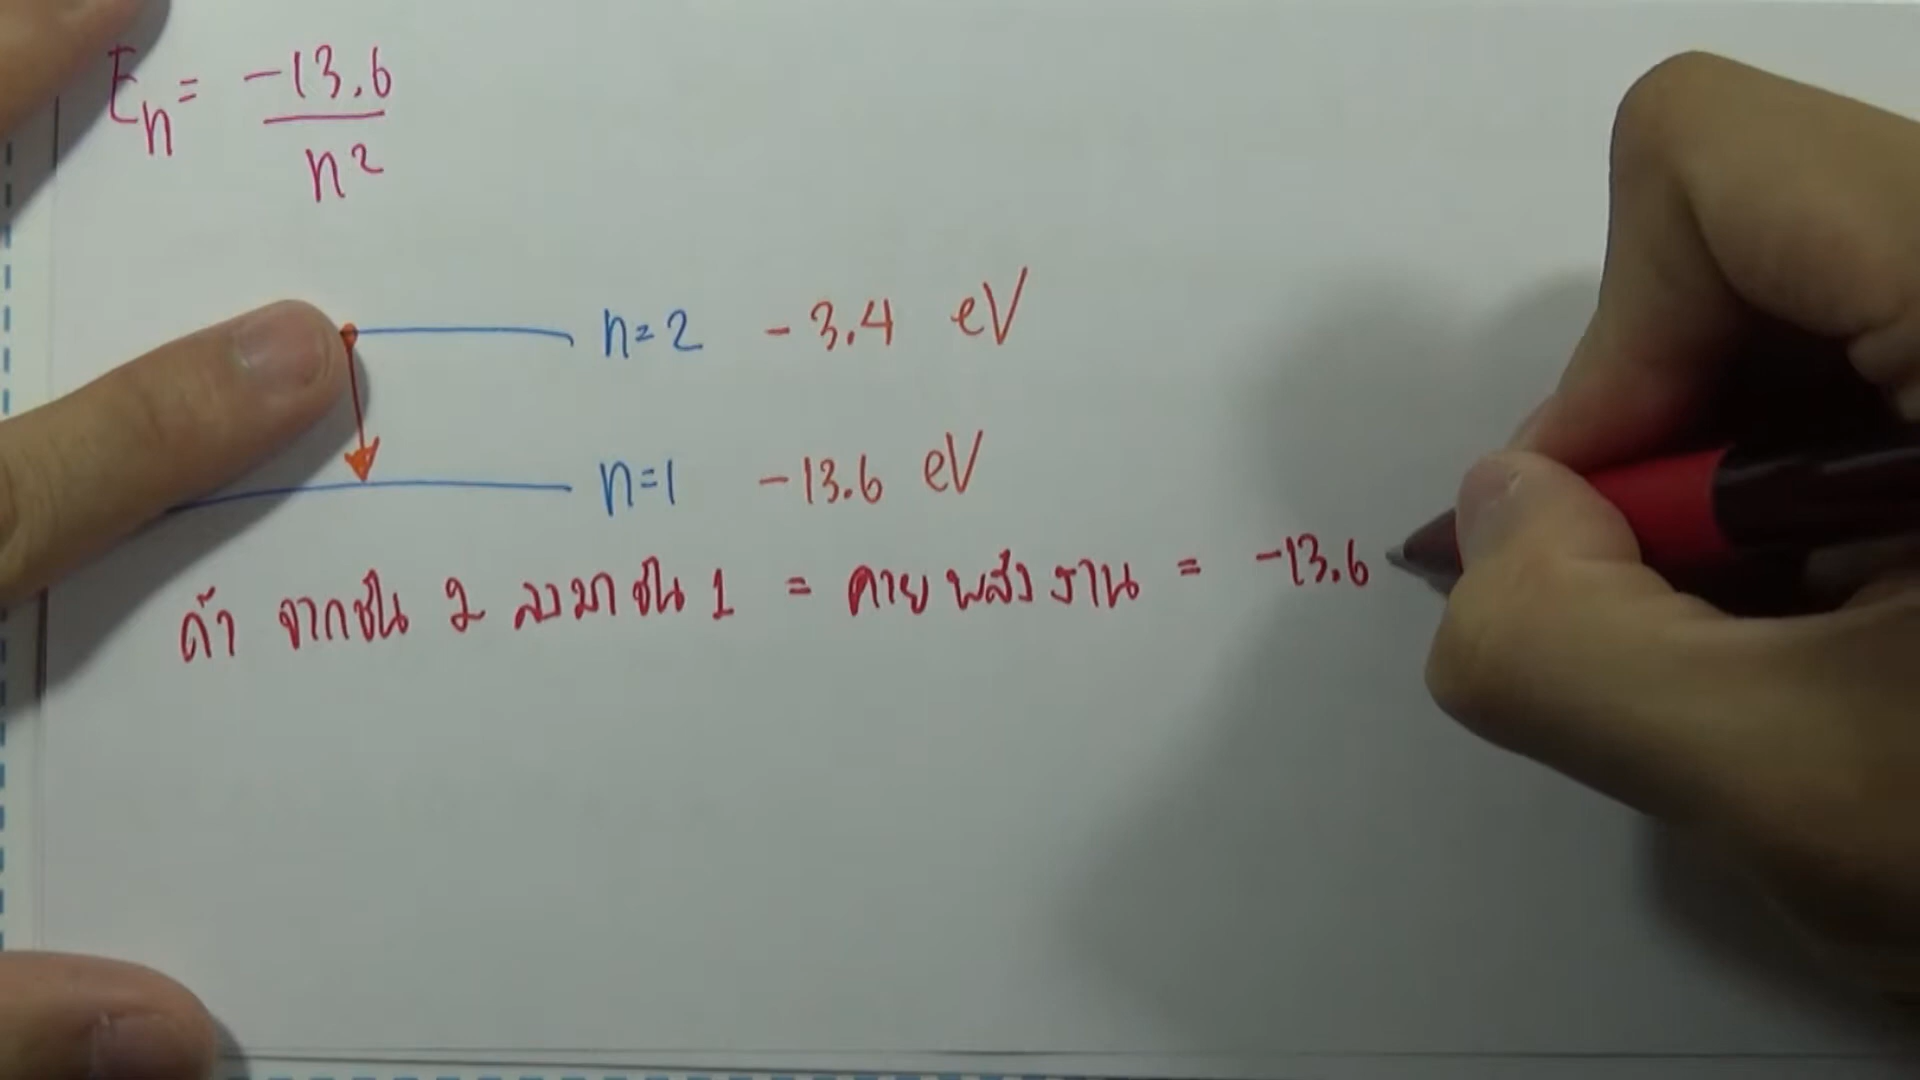 En = -13.6
n²
n=2 -3.4 eV
n=1 -13.6 eV
ถ้า จากชั้น 2 ลงมาชั้น 1 = คายพลังงาน = -13.6